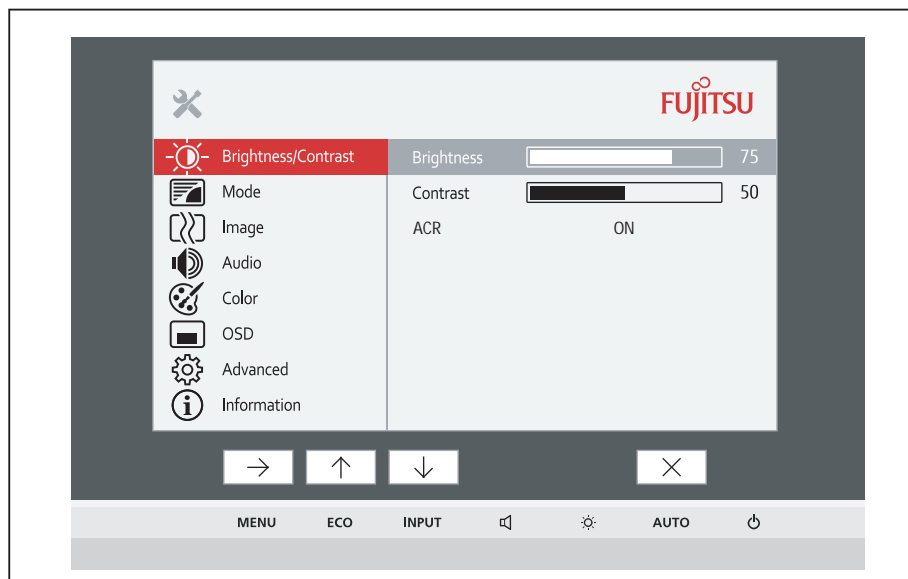 FUJITSU
Brightness/Contrast
Brightness 75
Mode
Contrast 50
Image
ACR ON
Audio
Color
OSD
Advanced
Information
MENU ECO INPUT AUTO